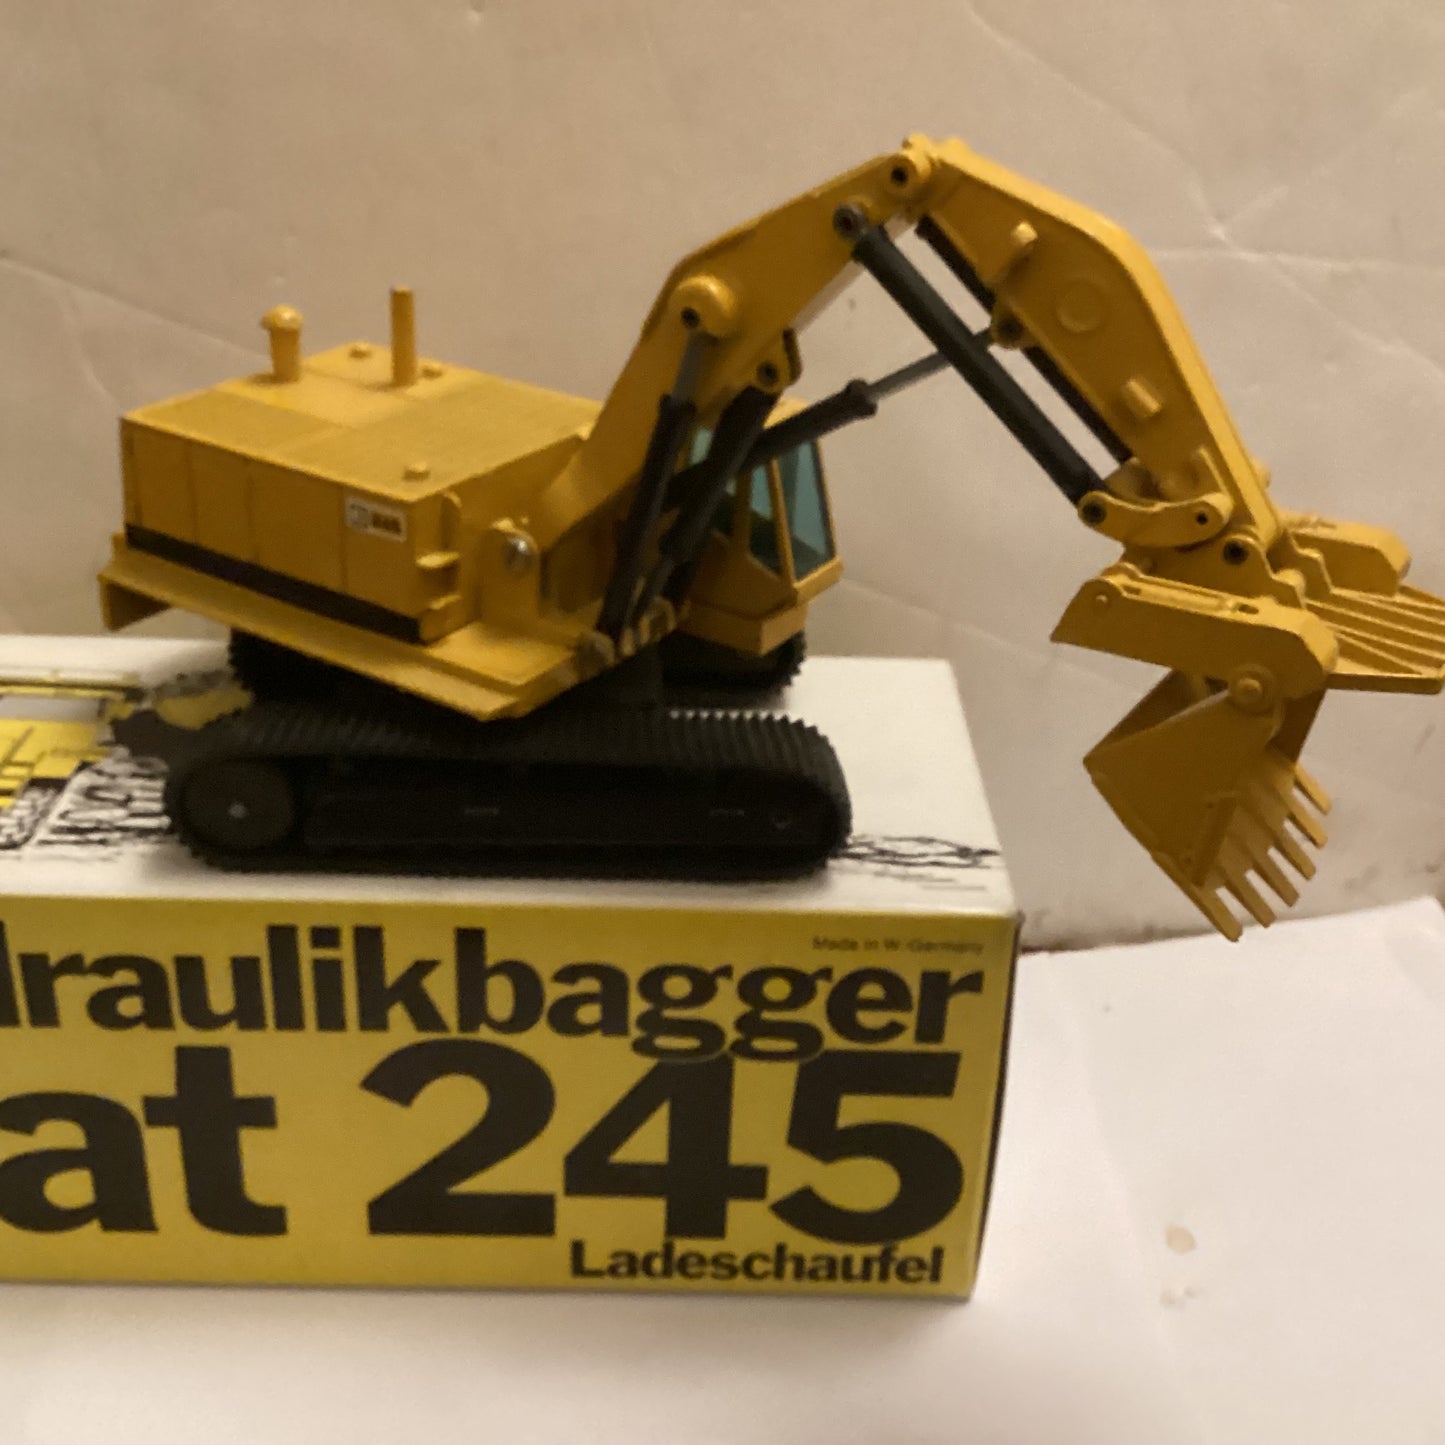 Made in W.-Germany
draulikbagger
at 245
Ladeschaufel